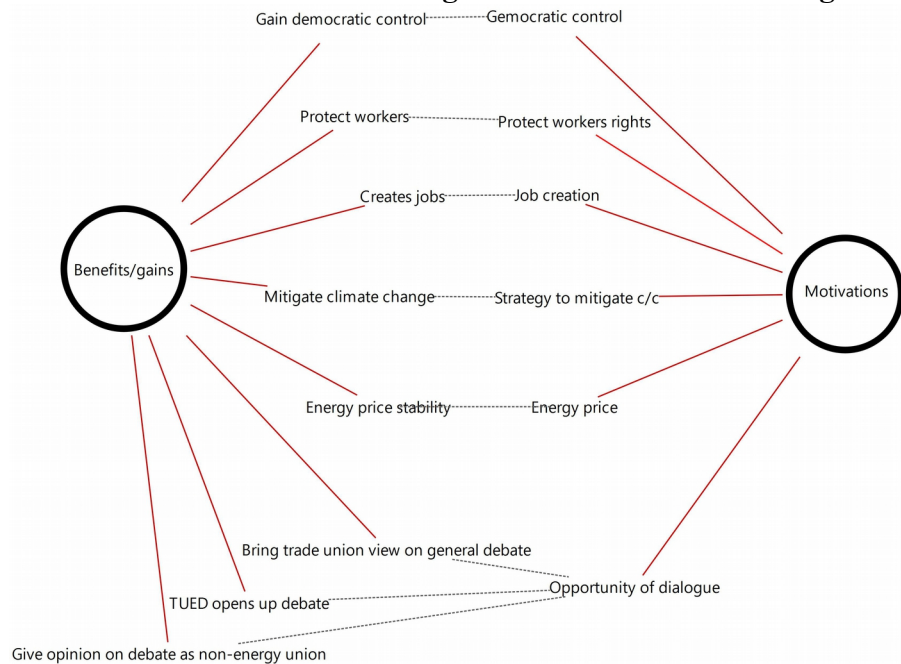 Gain democratic control
Gemocratic control
Protect workers
Protect workers rights
Creates jobs
Job creation
Benefits/gains
Motivations
Mitigate climate change
Strategy to mitigate c/c
Energy price stability
Energy price
Bring trade union view on general debate
Opportunity of dialogue
TUED opens up debate
Give opinion on debate as non-energy union